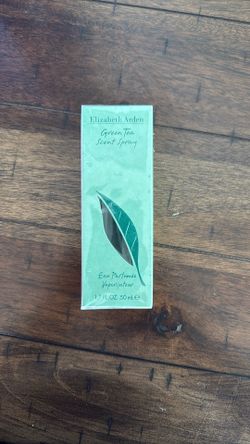 Elizabeth Arden
Green Tea
Scent Spray
Eau Parfumée
Vaporisateur
1.7 FL.OZ. 50 mL ℮